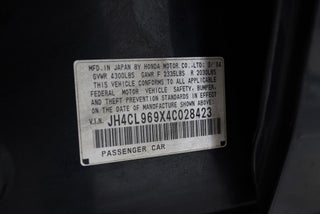 MFD. IN JAPAN BY HONDA MOTOR CO.,LTD. 3/04
GVWR 4300LBS GAWR F 2335LBS R 2030LBS
THIS VEHICLE CONFORMS TO ALL APPLICABLE
FEDERAL MOTOR VEHICLE SAFETY, BUMPER,
AND THEFT PREVENTION STANDARDS IN EFFECT
ON THE DATE OF MANUFACTURE SHOWN ABOVE.
V.I.N. JH4CL969X4C028423
PASSENGER CAR